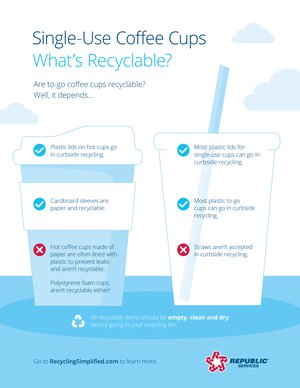 Single-Use Coffee Cups
What's Recyclable?
Are to-go coffee cups recyclable?
Well, it depends...
Plastic lids on hot cups go
in curbside recycling.
Cardboard sleeves are
paper and recyclable.
Hot coffee cups made of
paper are often lined with
plastic to prevent leaks
and aren't recyclable.
Polystyrene foam cups
aren't recyclable either!
Most plastic lids for
single-use cups can go in
curbside recycling.
Most plastic to-go
cups can go in curbside
recycling.
Straws aren't accepted
in curbside recycling.
All recyclable items should be empty, clean and dry
before going in your recycling bin.
Go to RecyclingSimplified.com to learn more.
REPUBLIC
SERVICES